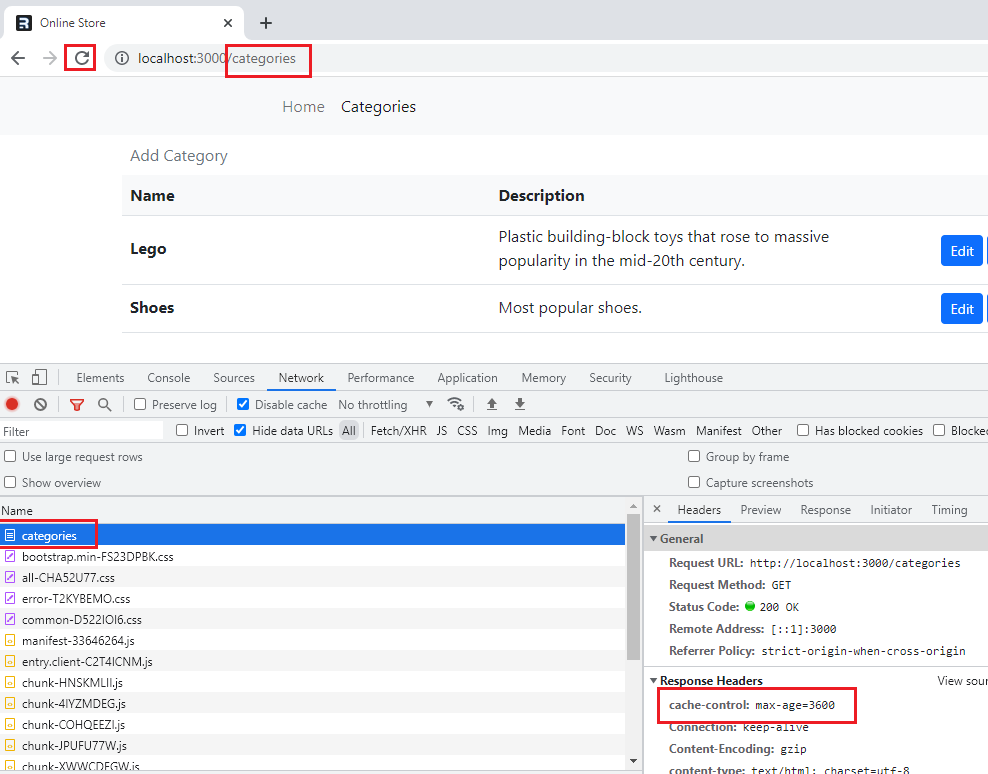 Online Store
localhost:3000/categories
Home Categories
Add Category
Name Description
Lego Plastic building-block toys that rose to massive popularity in the mid-20th century. Edit
Shoes Most popular shoes. Edit
Elements Console Sources Network Performance Application Memory Security Lighthouse
Preserve log Disable cache No throttling
Filter Invert Hide data URLs All Fetch/XHR JS CSS Img Media Font Doc WS Wasm Manifest Other Has blocked cookies Blocked
Use large request rows Group by frame
Show overview Capture screenshots
Name
categories
bootstrap.min-FS23DPBK.css
all-CHA52U77.css
error-T2KYBEMO.css
common-D522IOI6.css
manifest-33646264.js
entry.client-C2T4ICNM.js
chunk-HNSKMLII.js
chunk-4IYZMDEG.js
chunk-COHQEEZI.js
chunk-JPUFU77W.js
chunk-XWWCDEGW.js
Headers Preview Response Initiator Timing
General
Request URL: http://localhost:3000/categories
Request Method: GET
Status Code: 200 OK
Remote Address: [::1]:3000
Referrer Policy: strict-origin-when-cross-origin
Response Headers View sour
cache-control: max-age=3600
Connection: keep-alive
Content-Encoding: gzip
content-type: text/html; charset=utf-8